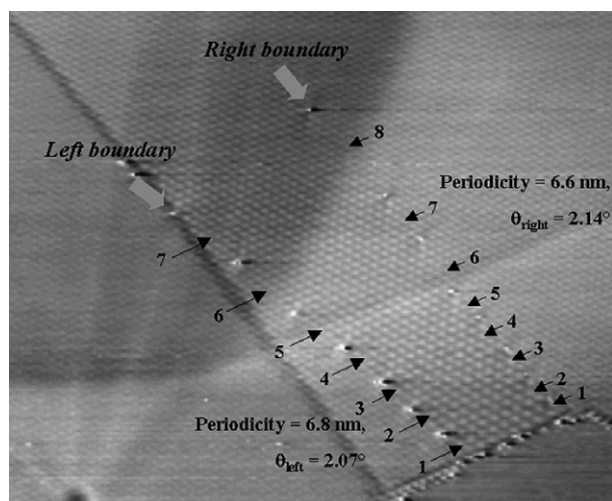 Right boundary
8
Left boundary
Periodicity = 6.6 nm,
7
θright = 2.14°
7
6
6
5
5
4
4
3
3
2
1
Periodicity = 6.8 nm,
2
θleft = 2.07°
1